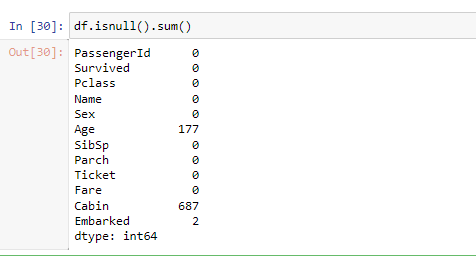 In [30]: df.isnull().sum()
Out[30]: PassengerId 0
Survived 0
Pclass 0
Name 0
Sex 0
Age 177
SibSp 0
Parch 0
Ticket 0
Fare 0
Cabin 687
Embarked 2
dtype: int64